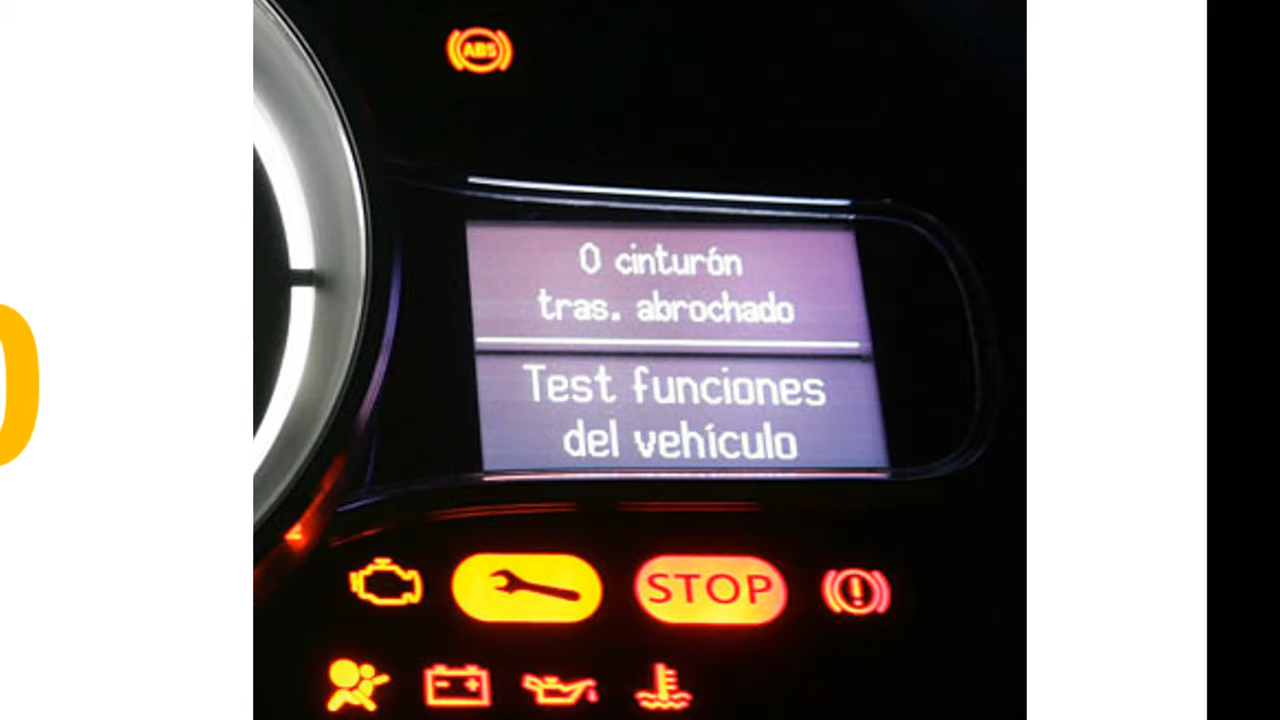 ABS
0 cinturón
tras. abrochado
Test funciones
del vehículo
STOP